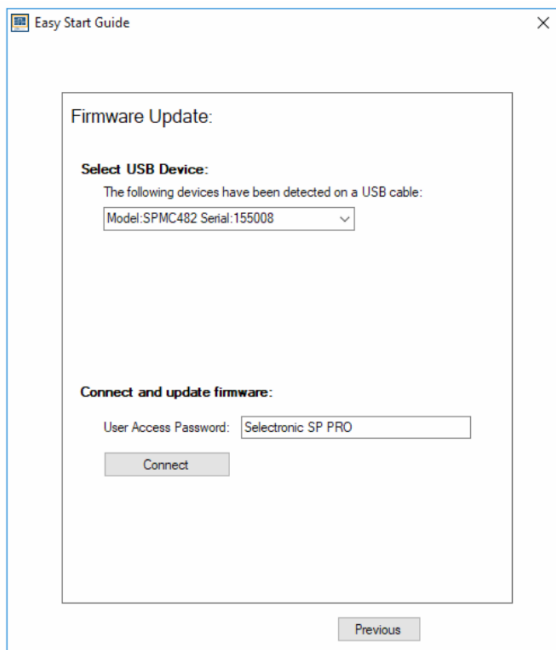 Easy Start Guide
Firmware Update:
Select USB Device:
The following devices have been detected on a USB cable:
Model:SPMC482 Serial:155008
Connect and update firmware:
User Access Password: Selectronic SP PRO
Connect
Previous